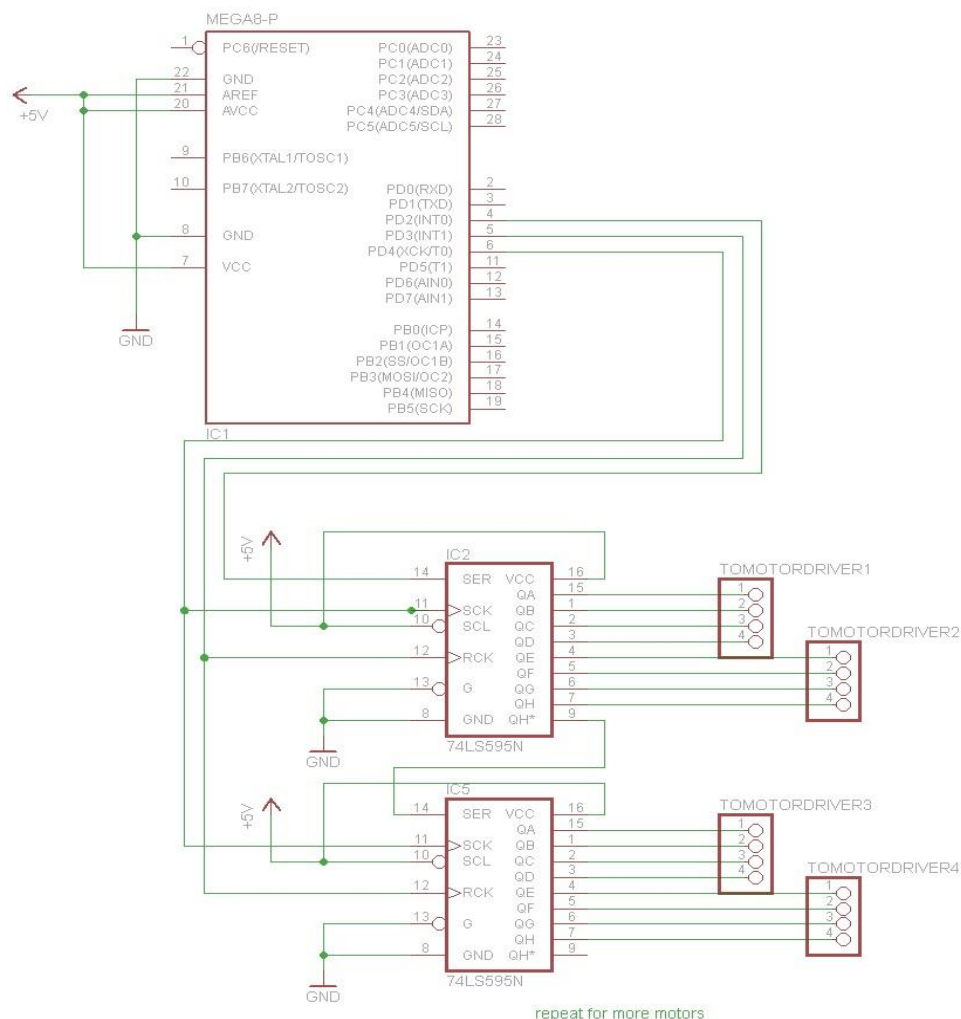 MEGA8-P
1 PC6(/RESET) PC0(ADC0) 23
PC1(ADC1) 24
22 GND PC2(ADC2) 25
21 AREF PC3(ADC3) 26
20 AVCC PC4(ADC4/SDA) 27
+5V
PC5(ADC5/SCL) 28
9 PB6(XTAL1/TOSC1)
10 PB7(XTAL2/TOSC2) PD0(RXD) 2
PD1(TXD) 3
PD2(INT0) 4
8 GND PD3(INT1) 5
PD4(XCK/T0) 6
7 VCC PD5(T1) 11
PD6(AIN0) 12
PD7(AIN1) 13
PB0(ICP) 14
GND
PB1(OC1A) 15
PB2(SS/OC1B) 16
PB3(MOSI/OC2) 17
PB4(MISO) 18
PB5(SCK) 19
IC1
+5V
IC2
TOMOTORDRIVER1
14 SER VCC 16
QA 15 1
11 SCK QB 1 2
10 SCL QC 2 3
QD 3 4
TOMOTORDRIVER2
12 RCK QE 4 1
QF 5 2
13 G QG 6 3
QH 7 4
8 GND QH* 9
74LS595N
GND
IC5
+5V
TOMOTORDRIVER3
14 SER VCC 16
QA 15 1
11 SCK QB 1 2
10 SCL QC 2 3
QD 3 4
TOMOTORDRIVER4
12 RCK QE 4 1
QF 5 2
13 G QG 6 3
QH 7 4
8 GND QH* 9
74LS595N
GND
repeat for more motors